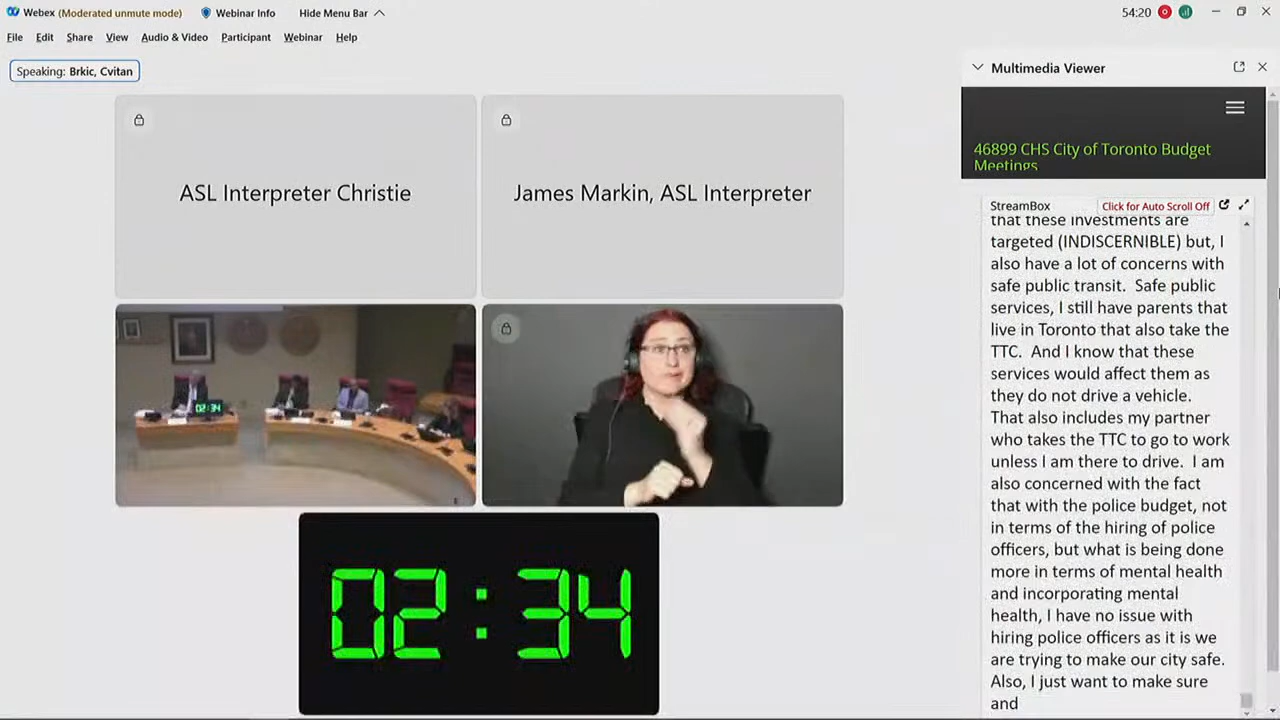 Webex (Moderated unmute mode) Webinar Info Hide Menu Bar 54:20
File Edit Share View Audio & Video Participant Webinar Help
Speaking: Brkic, Cvitan
ASL Interpreter Christie
James Markin, ASL Interpreter
02:34
02:34
Multimedia Viewer
46899 CHS City of Toronto Budget
Meetings
StreamBox Click for Auto Scroll Off
that these investments are
targeted (INDISCERNIBLE) but, I
also have a lot of concerns with
safe public transit. Safe public
services, I still have parents that
live in Toronto that also take the
TTC. And I know that these
services would affect them as
they do not drive a vehicle.
That also includes my partner
who takes the TTC to go to work
unless I am there to drive. I am
also concerned with the fact
that with the police budget, not
in terms of the hiring of police
officers, but what is being done
more in terms of mental health
and incorporating mental
health, I have no issue with
hiring police officers as it is we
are trying to make our city safe.
Also, I just want to make sure
and